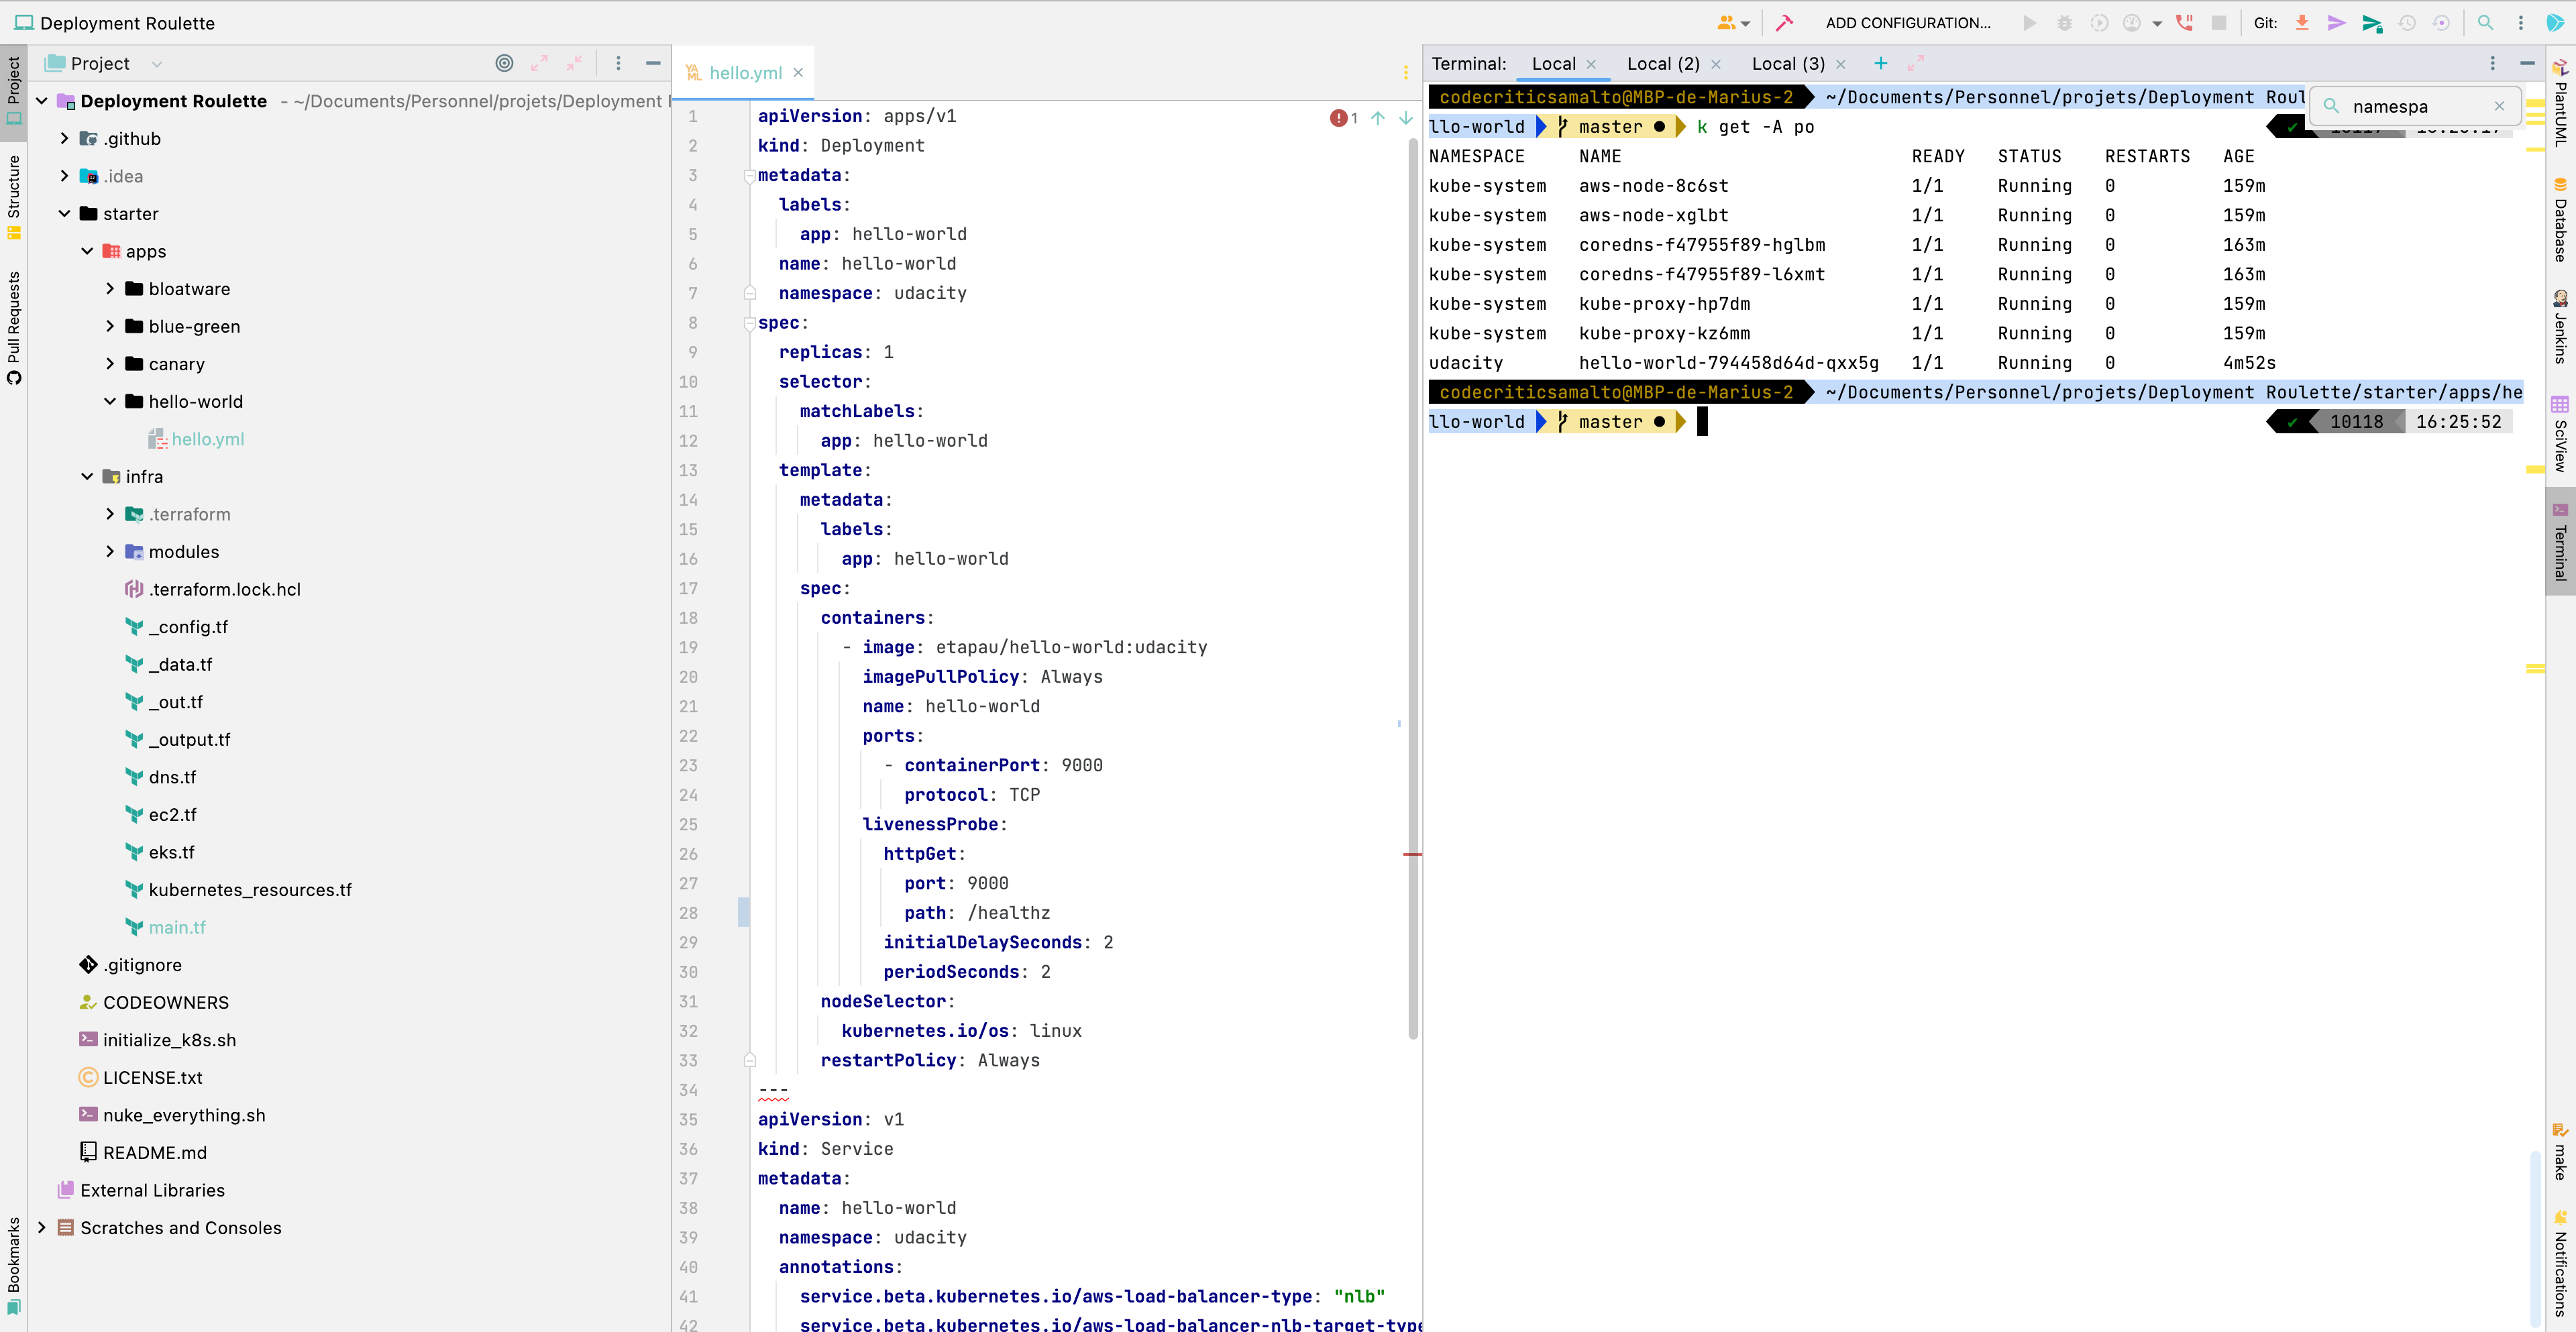 Deployment Roulette
ADD CONFIGURATION...
Git:
Project
Structure
Pull Requests
Bookmarks
Project
Deployment Roulette - ~/Documents/Personnel/projets/Deployment
.github
.idea
starter
apps
bloatware
blue-green
canary
hello-world
hello.yml
infra
.terraform
modules
.terraform.lock.hcl
_config.tf
_data.tf
_out.tf
_output.tf
dns.tf
ec2.tf
eks.tf
kubernetes_resources.tf
main.tf
.gitignore
CODEOWNERS
initialize_k8s.sh
LICENSE.txt
nuke_everything.sh
README.md
External Libraries
Scratches and Consoles
YAML hello.yml
1
1 apiVersion: apps/v1
2 kind: Deployment
3 metadata:
4 labels:
5 app: hello-world
6 name: hello-world
7 namespace: udacity
8 spec:
9 replicas: 1
10 selector:
11 matchLabels:
12 app: hello-world
13 template:
14 metadata:
15 labels:
16 app: hello-world
17 spec:
18 containers:
19 - image: etapau/hello-world:udacity
20 imagePullPolicy: Always
21 name: hello-world
22 ports:
23 - containerPort: 9000
24 protocol: TCP
25 livenessProbe:
26 httpGet:
27 port: 9000
28 path: /healthz
29 initialDelaySeconds: 2
30 periodSeconds: 2
31 nodeSelector:
32 kubernetes.io/os: linux
33 restartPolicy: Always
34 ---
35 apiVersion: v1
36 kind: Service
37 metadata:
38 name: hello-world
39 namespace: udacity
40 annotations:
41 service.beta.kubernetes.io/aws-load-balancer-type: "nlb"
42 service.beta.kubernetes.io/aws-load-balancer-nlb-target-type
Terminal: Local Local (2) Local (3)
namespa
codecriticsamalto@MBP-de-Marius-2 ~/Documents/Personnel/projets/Deployment Roul
llo-world master ● k get -A po
NAMESPACE NAME READY STATUS RESTARTS AGE
kube-system aws-node-8c6st 1/1 Running 0 159m
kube-system aws-node-xglbt 1/1 Running 0 159m
kube-system coredns-f47955f89-hglbm 1/1 Running 0 163m
kube-system coredns-f47955f89-l6xmt 1/1 Running 0 163m
kube-system kube-proxy-hp7dm 1/1 Running 0 159m
kube-system kube-proxy-kz6mm 1/1 Running 0 159m
udacity hello-world-794458d64d-qxx5g 1/1 Running 0 4m52s
codecriticsamalto@MBP-de-Marius-2 ~/Documents/Personnel/projets/Deployment Roulette/starter/apps/he
llo-world master ● ✔ 10118 16:25:52
PlantUML
Database
Jenkins
SciView
Terminal
make
Notifications